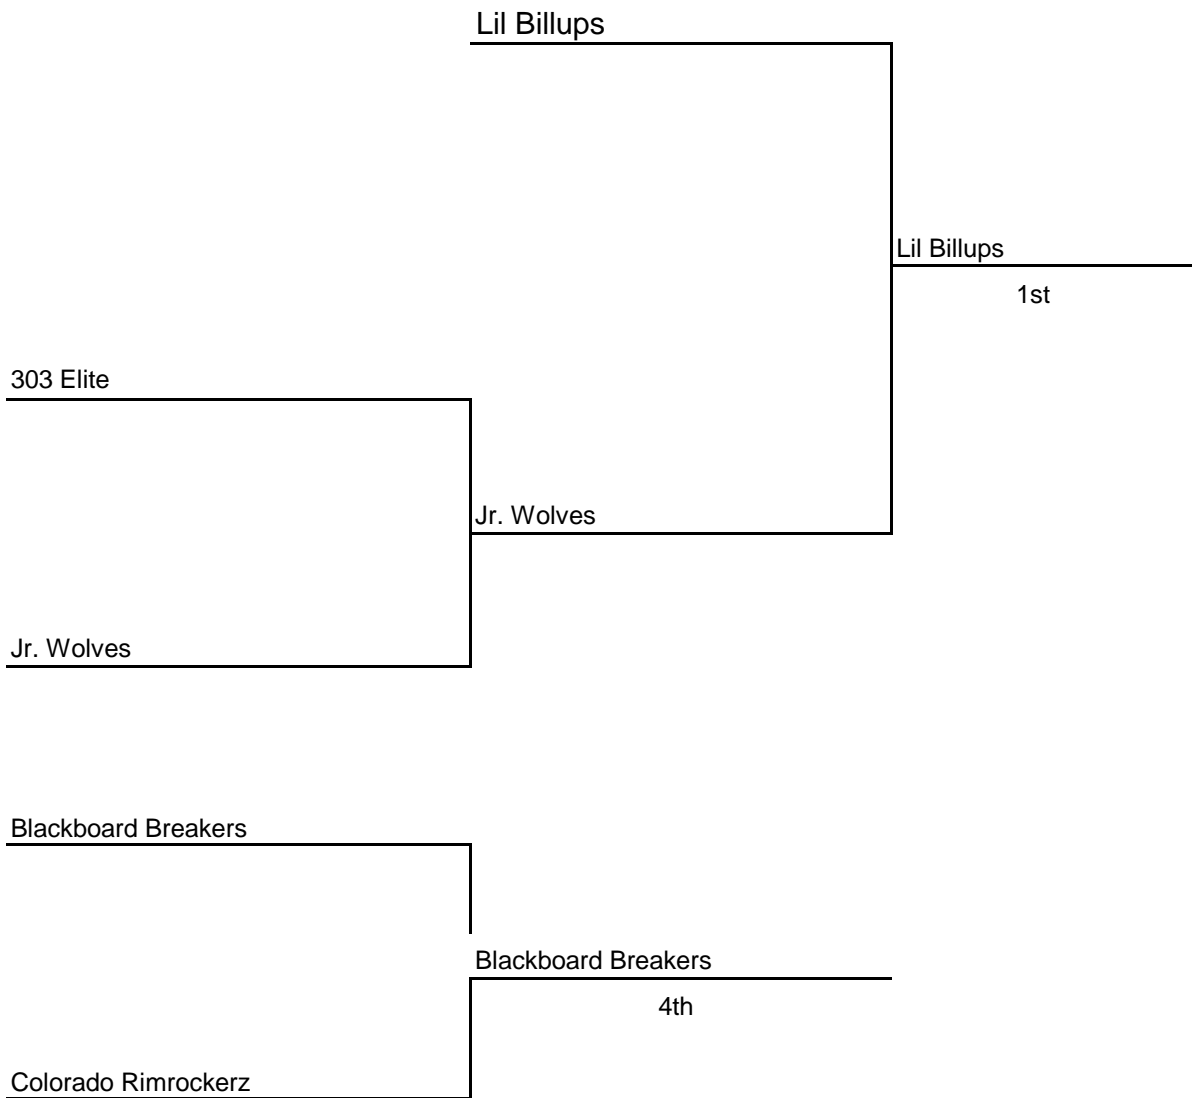 Lil Billups
Lil Billups
1st
303 Elite
Jr. Wolves
Jr. Wolves
Blackboard Breakers
Blackboard Breakers
4th
Colorado Rimrockerz